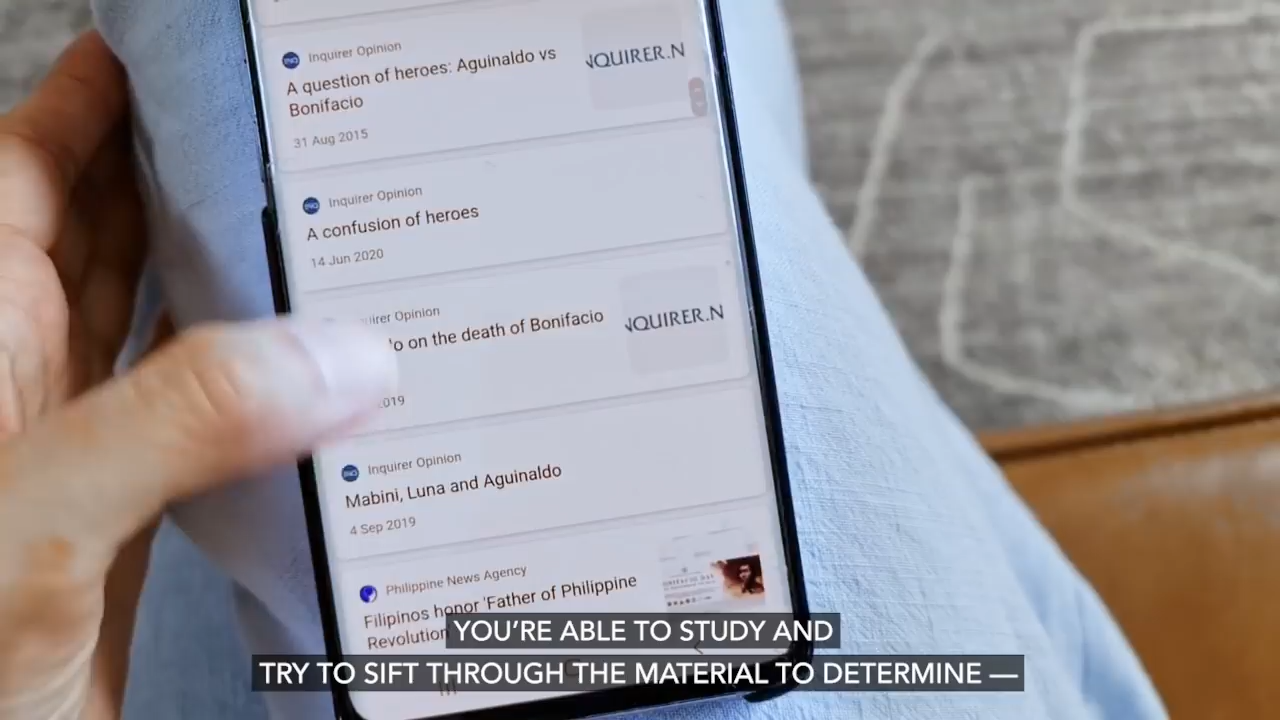 Inquirer Opinion
A question of heroes: Aguinaldo vs
Bonifacio
31 Aug 2015
NQUIRER.N
Inquirer Opinion
A confusion of heroes
14 Jun 2020
Inquirer Opinion
on the death of Bonifacio
2019
NQUIRER.N
Inquirer Opinion
Mabini, Luna and Aguinaldo
4 Sep 2019
Philippine News Agency
Filipinos honor 'Father of Philippine
Revolution
YOU'RE ABLE TO STUDY AND
TRY TO SIFT THROUGH THE MATERIAL TO DETERMINE —